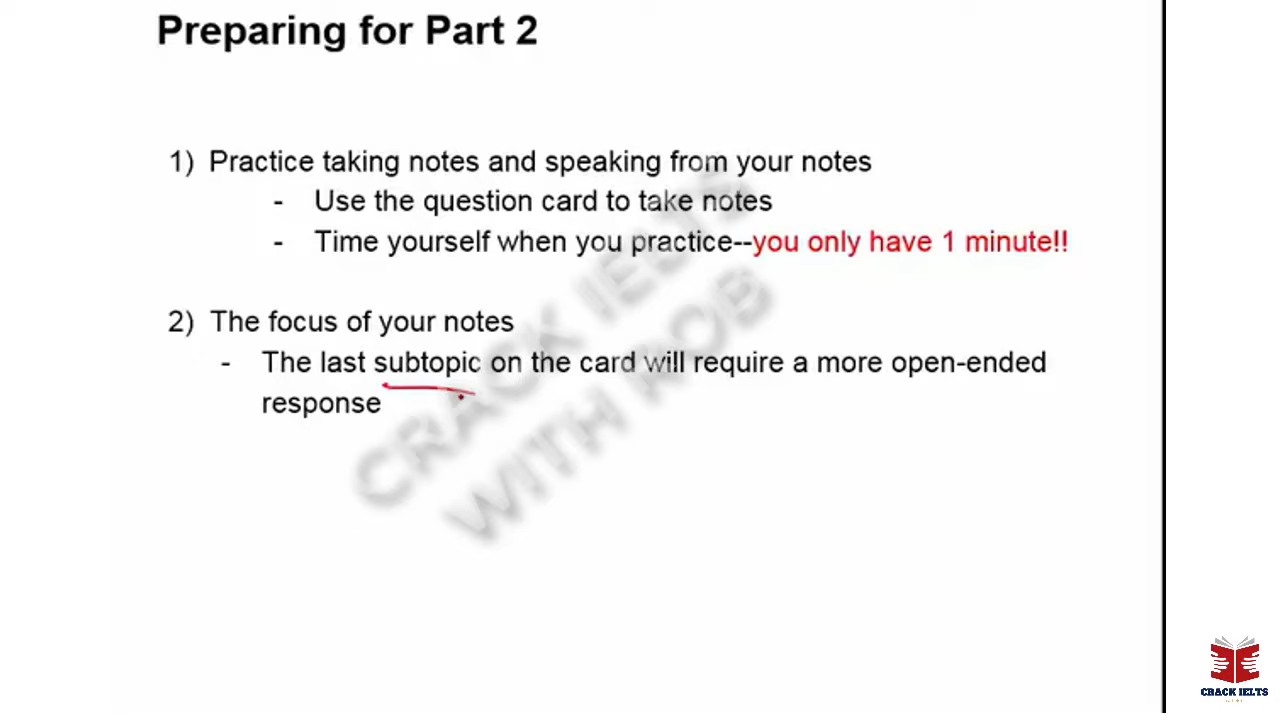 Preparing for Part 2
1) Practice taking notes and speaking from your notes
- Use the question card to take notes
- Time yourself when you practice--you only have 1 minute!!
2) The focus of your notes
- The last subtopic on the card will require a more open-ended
response
CRACK IELTS
WITH ROB
CRACK IELTS